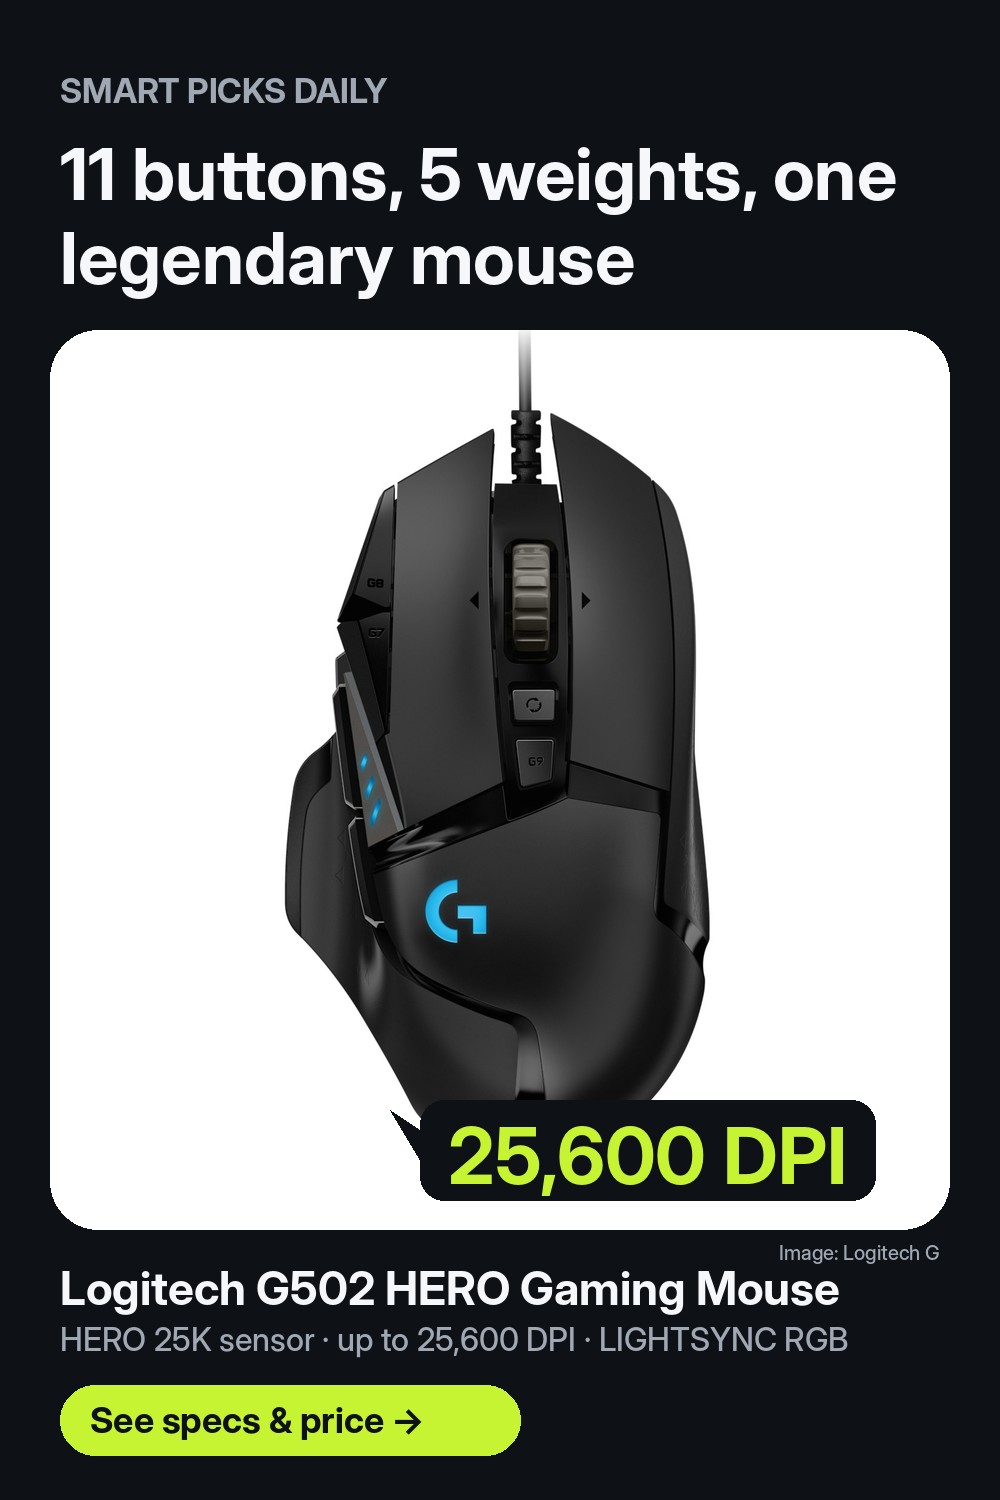 SMART PICKS DAILY
11 buttons, 5 weights, one
legendary mouse
G8
G7
G9
G
25,600 DPI
Image: Logitech G
Logitech G502 HERO Gaming Mouse
HERO 25K sensor · up to 25,600 DPI · LIGHTSYNC RGB
See specs & price →